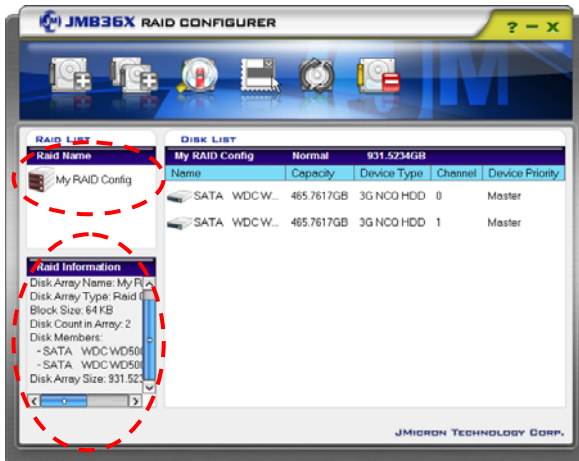 JMB36X RAID CONFIGURER
? – X
RAID LIST
Raid Name
My RAID Config
DISK LIST
My RAID Config Normal 931.5234GB
Name Capacity Device Type Channel Device Priority
SATA WDC W... 465.7617GB 3G NCQ HDD 0 Master
SATA WDC W... 465.7617GB 3G NCQ HDD 1 Master
Raid Information
Disk Array Name: My R
Disk Array Type: Raid
Block Size: 64 KB
Disk Count in Array: 2
Disk Members:
- SATA WDC WD50
- SATA WDC WD50
Disk Array Size: 931.52
JMICRON TECHNOLOGY CORP.